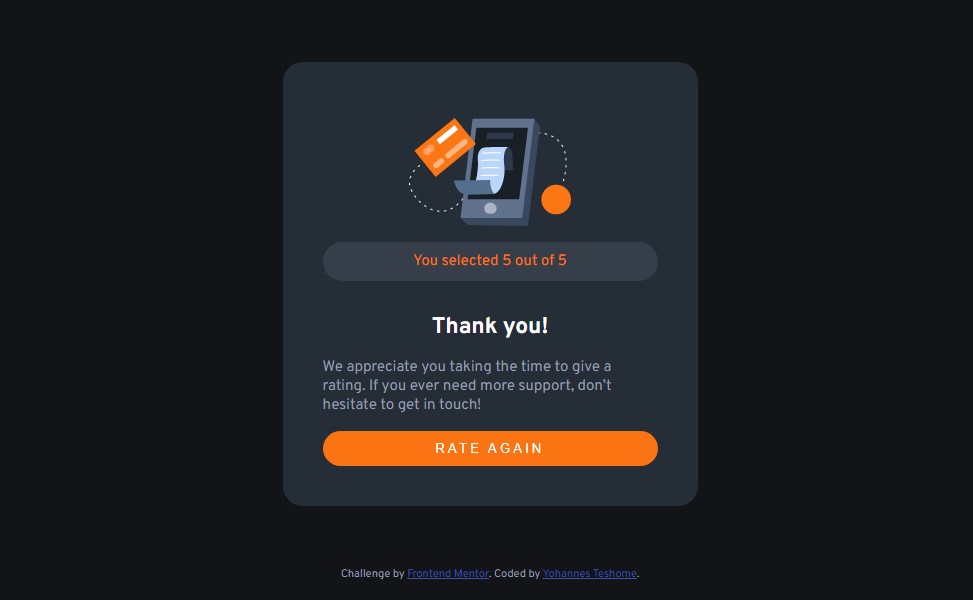 You selected 5 out of 5
Thank you!
We appreciate you taking the time to give a
rating. If you ever need more support, don't
hesitate to get in touch!
RATE AGAIN
Challenge by Frontend Mentor. Coded by Yohannes Teshome.